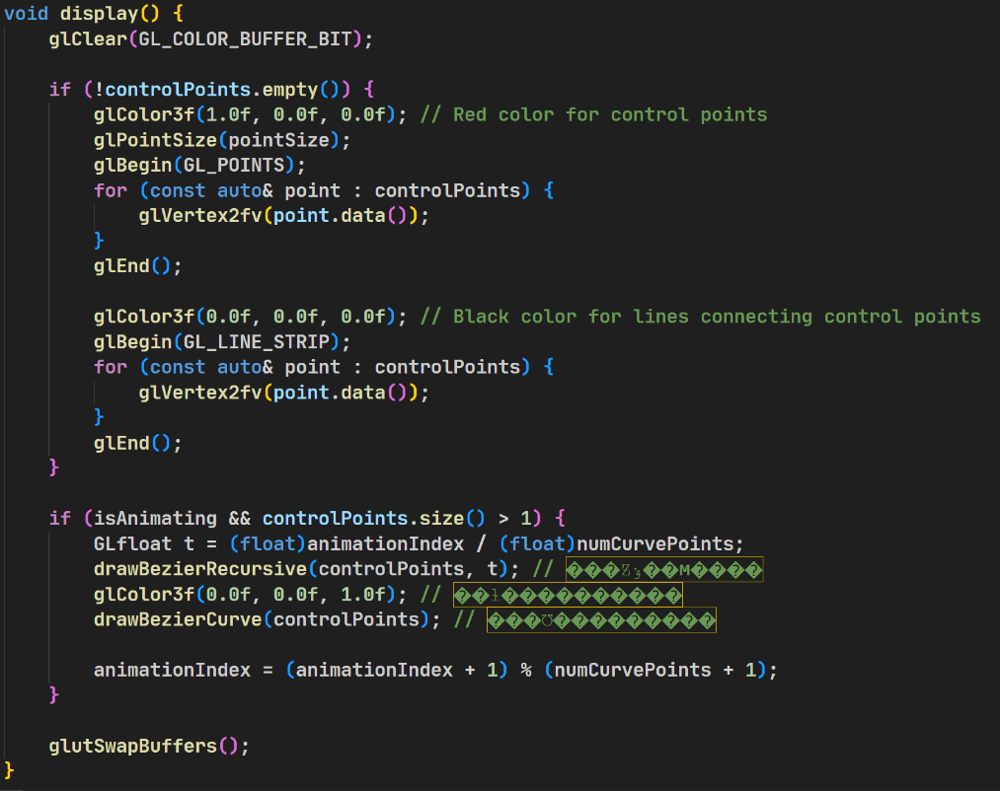 void display() {
    glClear(GL_COLOR_BUFFER_BIT);

    if (!controlPoints.empty()) {
        glColor3f(1.0f, 0.0f, 0.0f); // Red color for control points
        glPointSize(pointSize);
        glBegin(GL_POINTS);
        for (const auto& point : controlPoints) {
            glVertex2fv(point.data());
        }
        glEnd();

        glColor3f(0.0f, 0.0f, 0.0f); // Black color for lines connecting control points
        glBegin(GL_LINE_STRIP);
        for (const auto& point : controlPoints) {
            glVertex2fv(point.data());
        }
        glEnd();
    }

    if (isAnimating && controlPoints.size() > 1) {
        GLfloat t = (float)animationIndex / (float)numCurvePoints;
        drawBezierRecursive(controlPoints, t); //
        glColor3f(0.0f, 0.0f, 1.0f); //
        drawBezierCurve(controlPoints); //

        animationIndex = (animationIndex + 1) % (numCurvePoints + 1);
    }

    glutSwapBuffers();
}